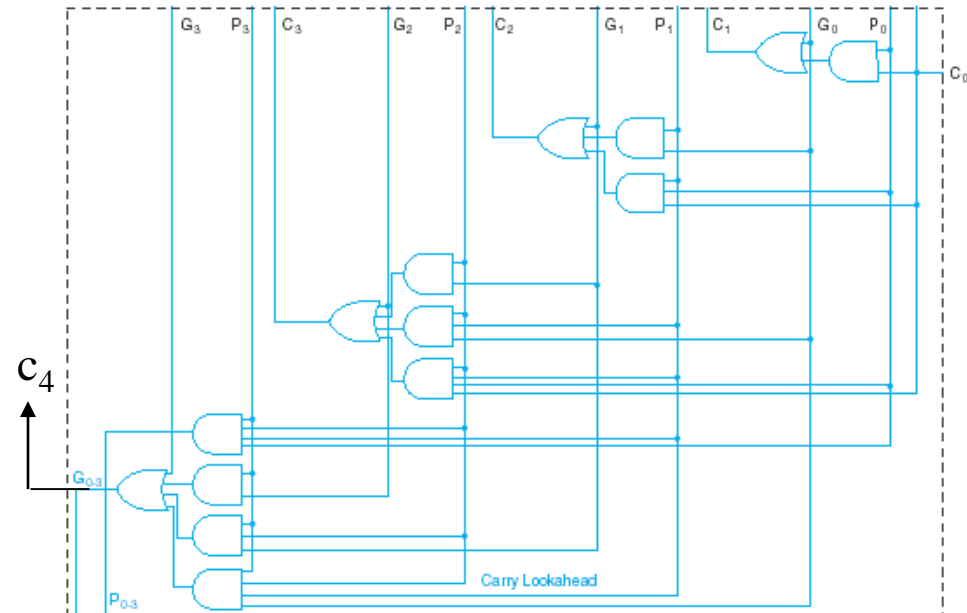 G₃ P₃ C₃ G₂ P₂ C₂ G₁ P₁ C₁ G₀ P₀
C₀
c₄
G₀₋₃
Carry Lookahead
P₀₋₃